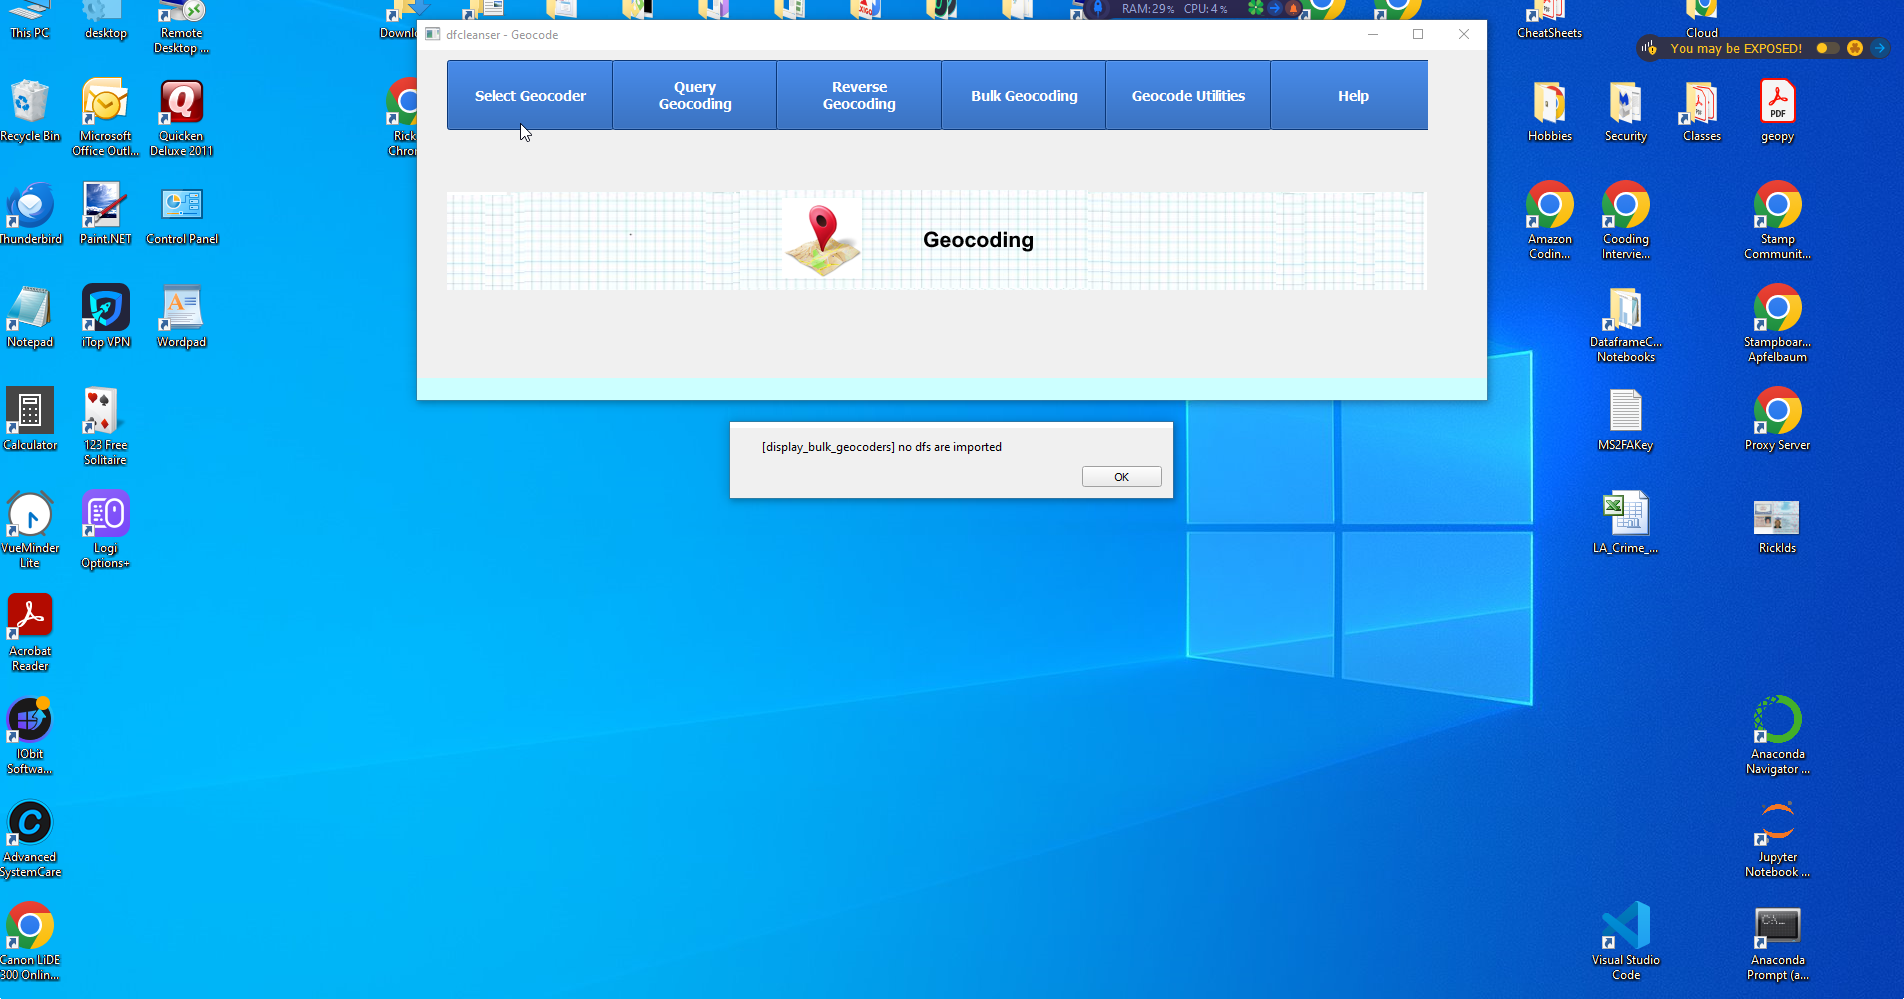 This PC
desktop
Remote
Desktop ...
RAM:29% CPU:4%
CheatSheets
Cloud
You may be EXPOSED!
dfcleanser - Geocode
Select Geocoder
Query
Geocoding
Reverse
Geocoding
Bulk Geocoding
Geocode Utilities
Help
Geocoding
[display_bulk_geocoders] no dfs are imported
OK
Recycle Bin
Microsoft
Office Outl...
Quicken
Deluxe 2011
Hobbies
Security
Classes
PDF
geopy
Thunderbird
Paint.NET
Control Panel
Amazon
Codin...
Cooding
Intervie...
Stamp
Communit...
Notepad
iTop VPN
Wordpad
DataframeC...
Notebooks
Stampboar...
Apfelbaum
Calculator
123 Free
Solitaire
MS2FAKey
Proxy Server
VueMinder
Lite
Logi
Options+
LA_Crime_...
RickIds
Acrobat
Reader
IObit
Softwa...
Anaconda
Navigator ...
Advanced
SystemCare
Jupyter
Notebook ...
Canon LiDE
300 Onlin...
Visual Studio
Code
Anaconda
Prompt (a...